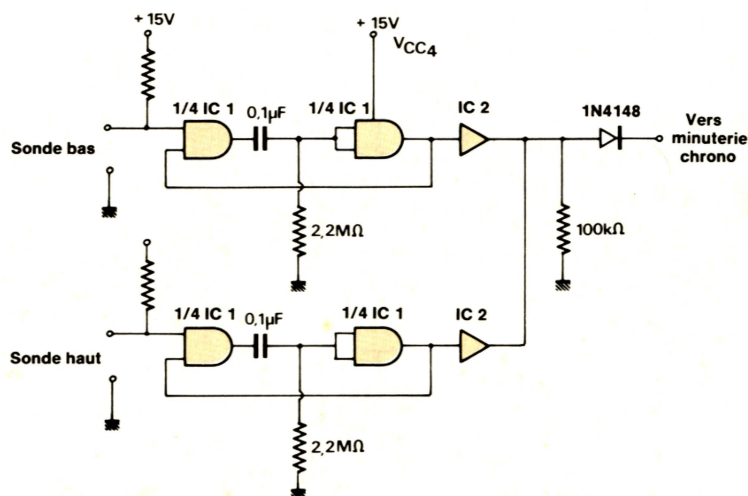 + 15V
+ 15V
VCC4
1/4 IC 1
0,1µF
1/4 IC 1
IC 2
1N4148
Vers
minuterie
chrono
Sonde bas
2,2MΩ
100kΩ
1/4 IC 1
0,1µF
1/4 IC 1
IC 2
Sonde haut
2,2MΩ